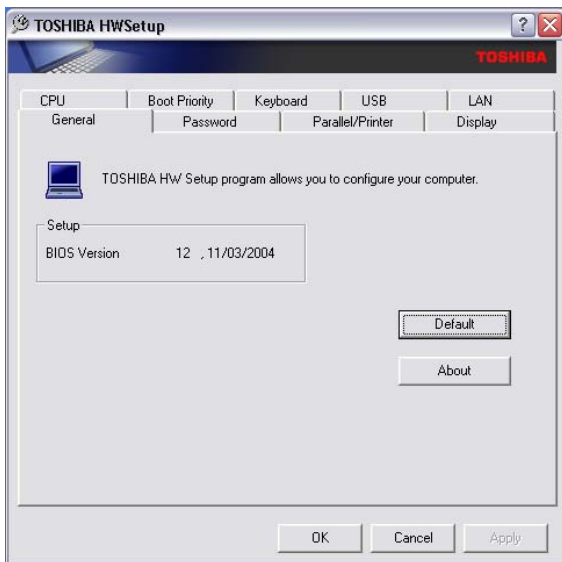 TOSHIBA HWSetup
TOSHIBA
CPU Boot Priority Keyboard USB LAN
General Password Parallel/Printer Display
TOSHIBA HW Setup program allows you to configure your computer.
Setup
BIOS Version 12 , 11/03/2004
Default
About
OK Cancel Apply